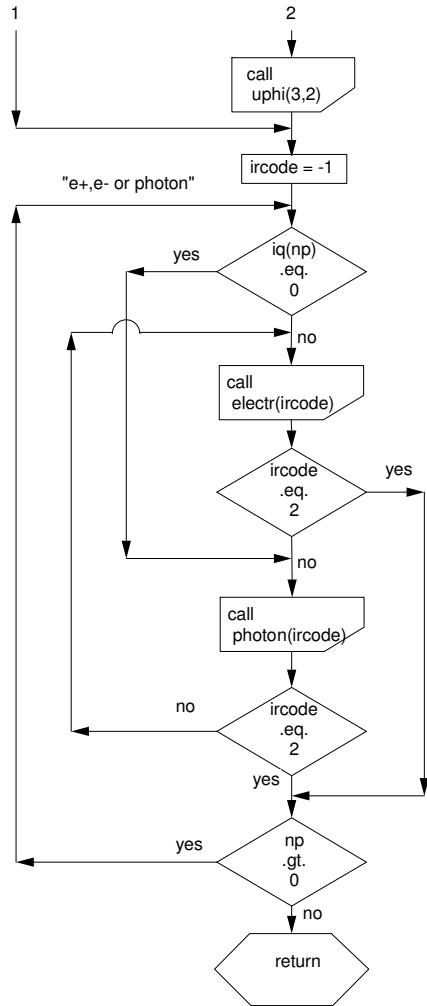 1
2
call
uphi(3,2)
ircode = -1
"e+,e- or photon"
iq(np)
.eq.
0
yes
no
call
electr(ircode)
ircode
.eq.
2
yes
no
call
photon(ircode)
ircode
.eq.
2
no
yes
np
.gt.
0
yes
no
return